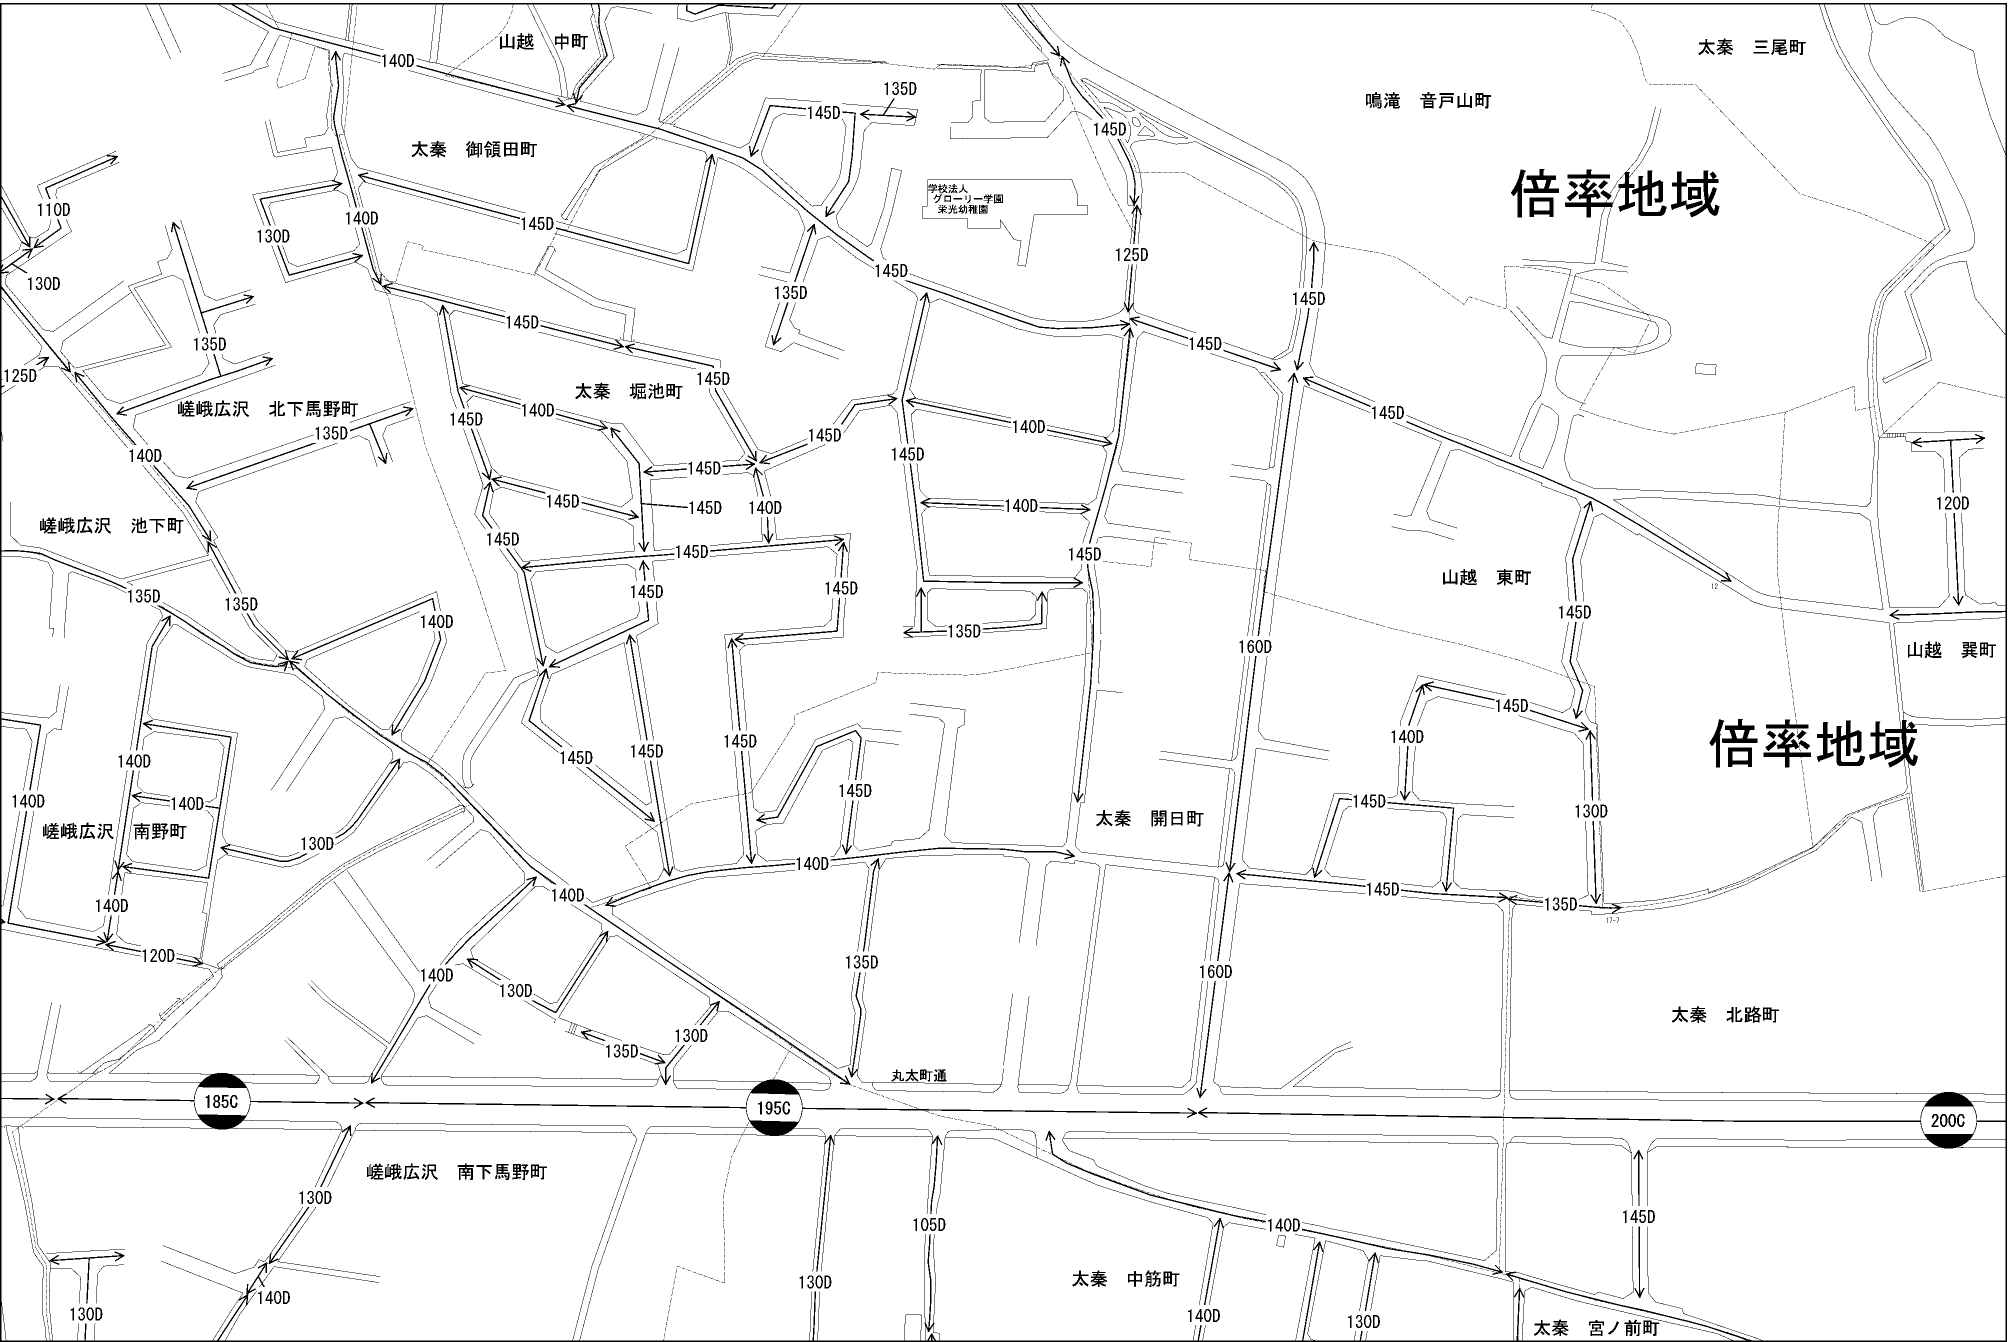 山越 中町
太秦 三尾町
140D
135D
鳴滝 音戸山町
145D
145D
太秦 御領田町
学校法人
グローリー学園
栄光幼稚園
倍率地域
110D
140D
130D
145D
125D
130D
145D
135D
145D
145D
135D
145D
125D
145D
太秦 堀池町
嵯峨広沢 北下馬野町
140D
145D
145D
140D
145D
135D
140D
145D
145D
145D
140D
145D
145D
140D
140D
120D
嵯峨広沢 池下町
145D
145D
145D
山越 東町
12
135D
135D
145D
145D
145D
140D
135D
160D
山越 巽町
145D
140D
倍率地域
145D
145D
145D
140D
145D
145D
130D
140D
140D
太秦 開日町
嵯峨広沢 南野町
130D
140D
140D
145D
135D
17-7
140D
120D
140D
130D
135D
160D
太秦 北路町
135D
130D
丸太町通
185C
195C
200C
嵯峨広沢 南下馬野町
130D
105D
140D
145D
太秦 中筋町
130D
140D
130D
140D
130D
太秦 宮ノ前町